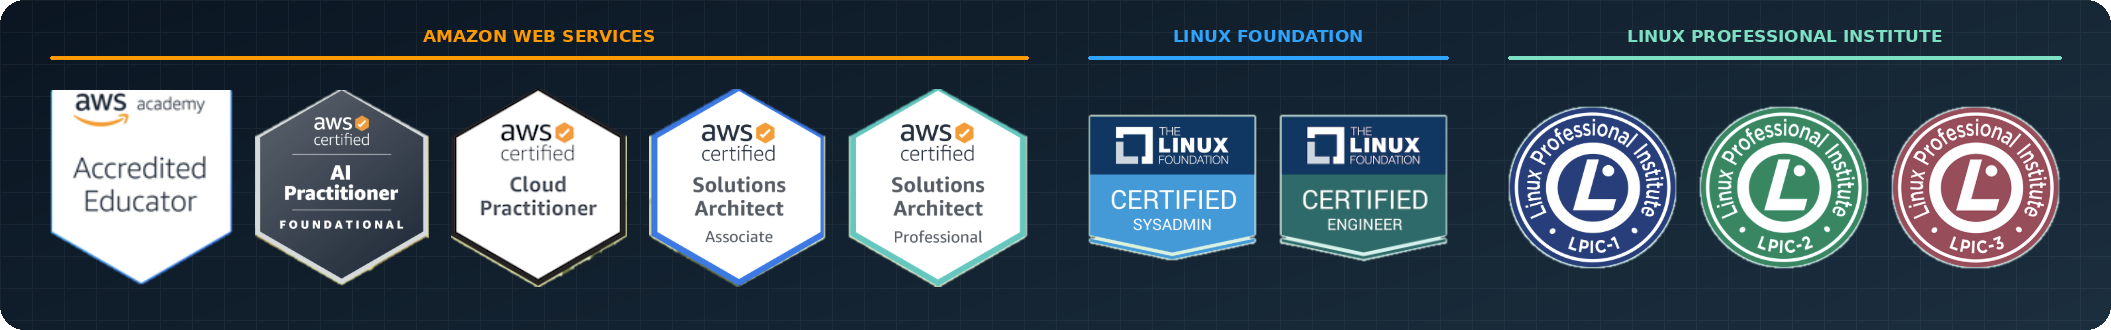 AMAZON WEB SERVICES
aws academy
Accredited
Educator
aws
certified
AI
Practitioner
FOUNDATIONAL
aws
certified
Cloud
Practitioner
aws
certified
Solutions
Architect
Associate
aws
certified
Solutions
Architect
Professional
LINUX FOUNDATION
THE
LINUX
FOUNDATION
CERTIFIED
SYSADMIN
THE
LINUX
FOUNDATION
CERTIFIED
ENGINEER
LINUX PROFESSIONAL INSTITUTE
Linux Professional Institute
L
• LPIC-1 •
Linux Professional Institute
L
• LPIC-2 •
Linux Professional Institute
L
• LPIC-3 •